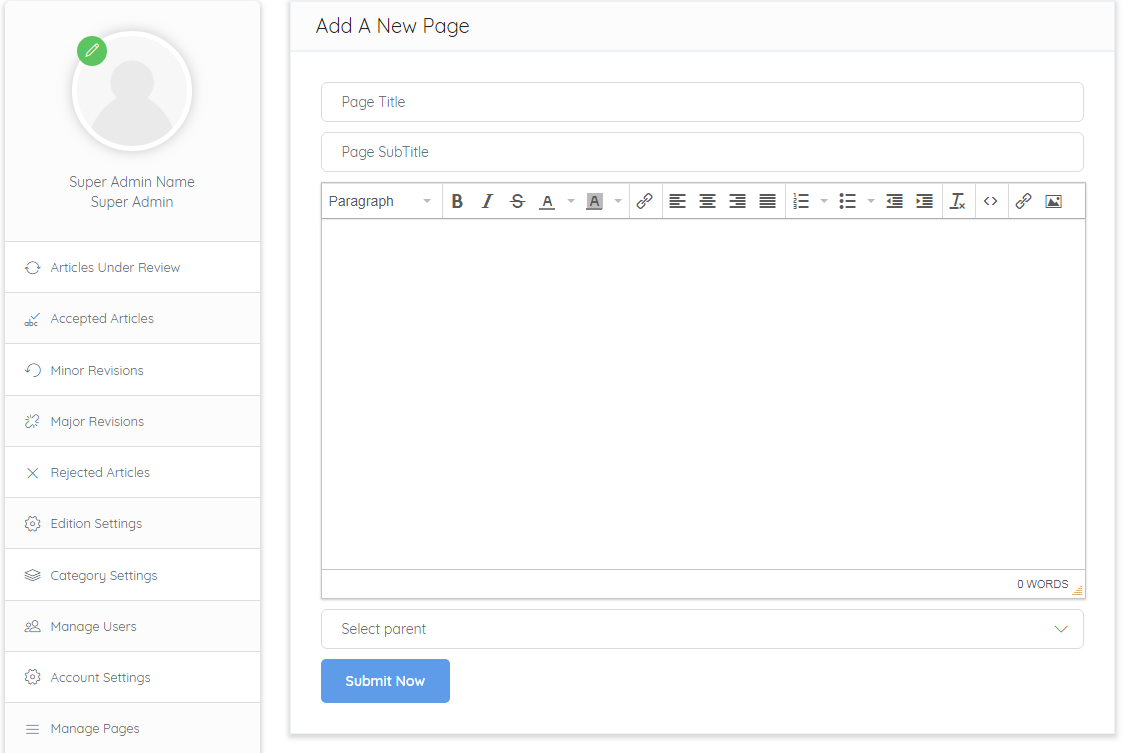 Super Admin Name
Super Admin
Articles Under Review
abc
Accepted Articles
Minor Revisions
Major Revisions
Rejected Articles
Edition Settings
Category Settings
Manage Users
Account Settings
Manage Pages
Add A New Page
Page Title
Page SubTitle
Paragraph B I S A A
0 WORDS
Select parent
Submit Now